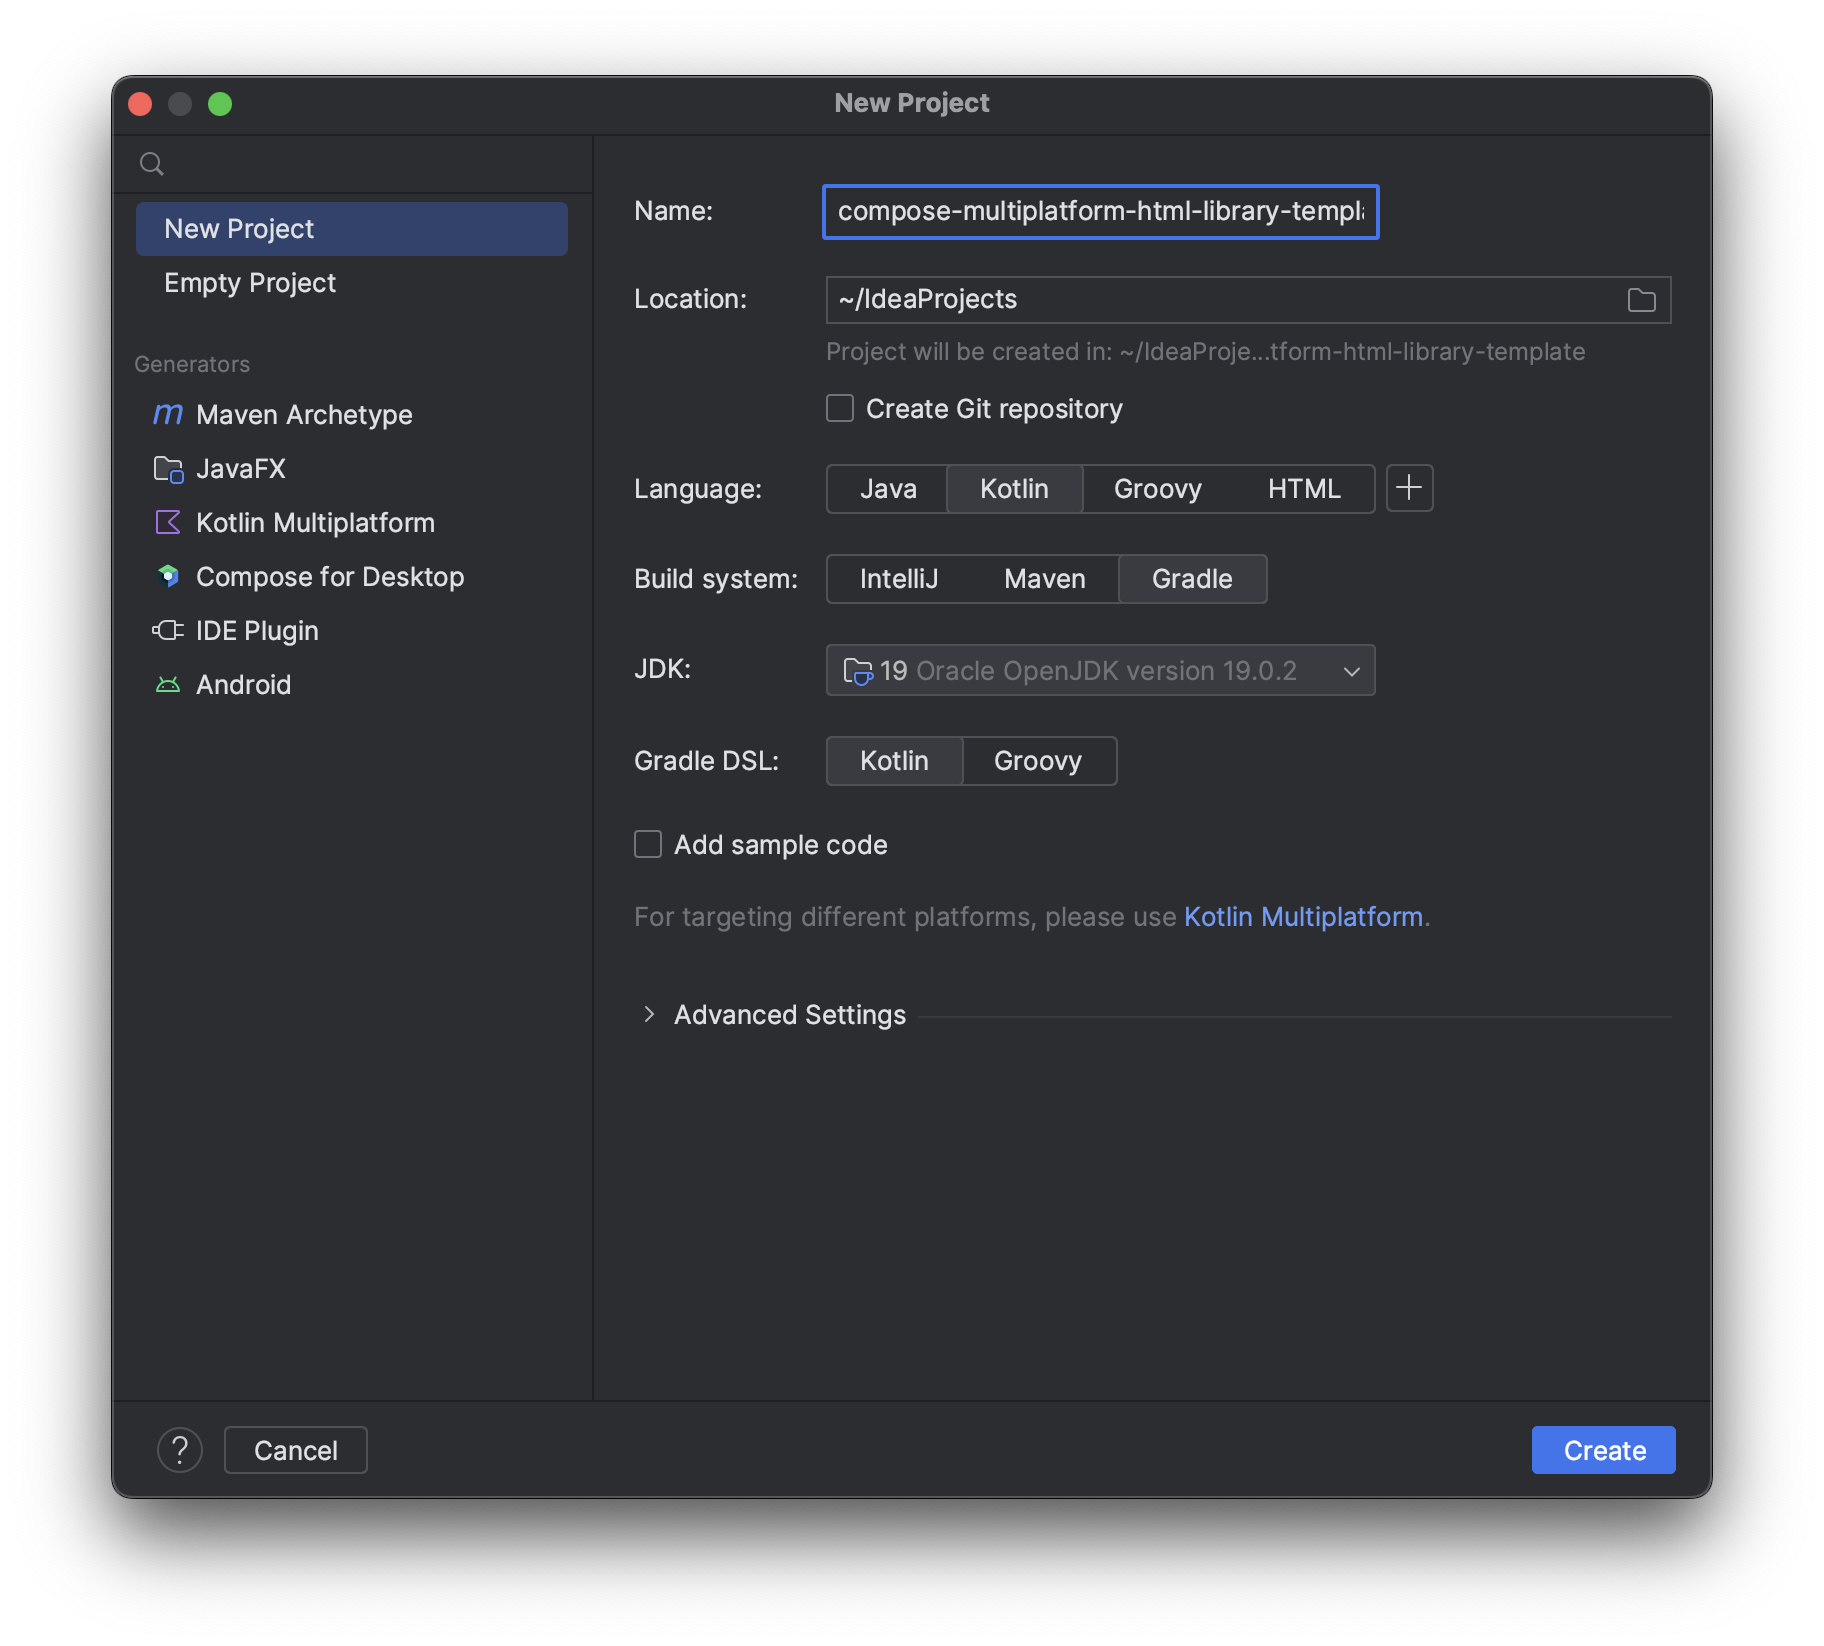 New Project
New Project
Empty Project
Generators
Maven Archetype
JavaFX
Kotlin Multiplatform
Compose for Desktop
IDE Plugin
Android
Name: compose-multiplatform-html-library-templa
Location: ~/IdeaProjects
Project will be created in: ~/IdeaProje...tform-html-library-template
Create Git repository
Language: Java Kotlin Groovy HTML
Build system: IntelliJ Maven Gradle
JDK: 19 Oracle OpenJDK version 19.0.2
Gradle DSL: Kotlin Groovy
Add sample code
For targeting different platforms, please use Kotlin Multiplatform.
Advanced Settings
? Cancel Create